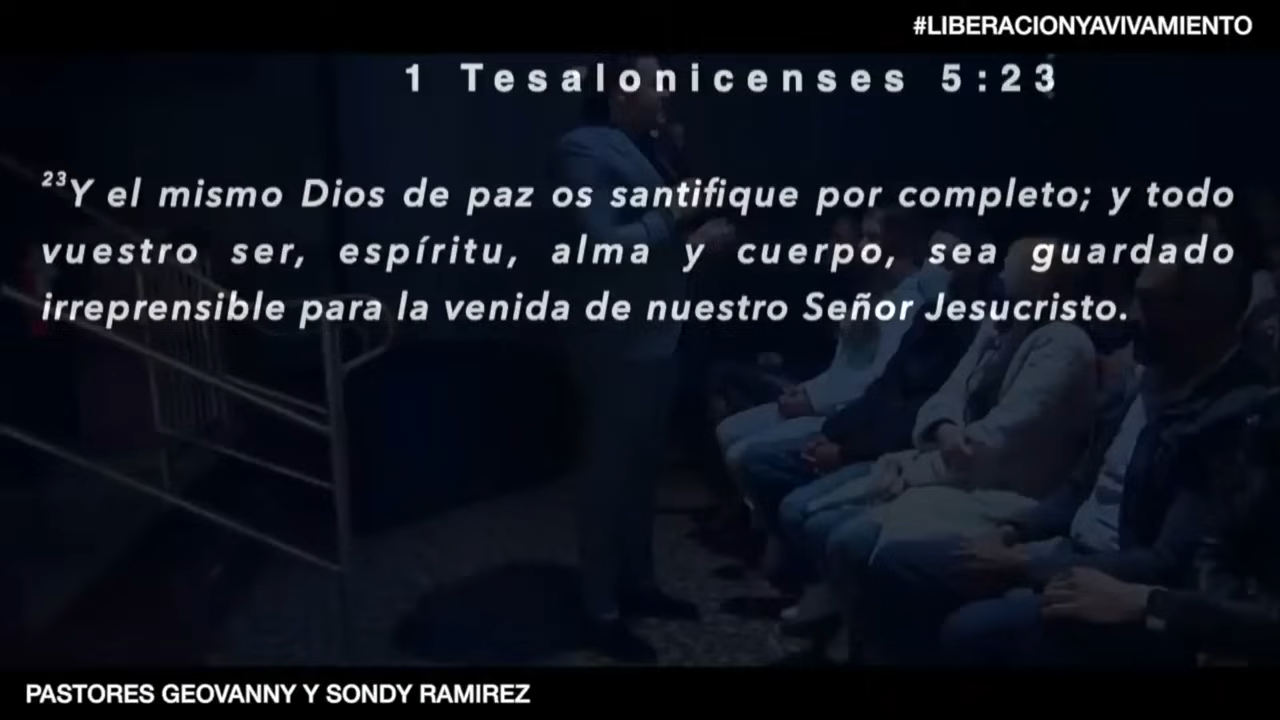 #LIBERACIONYAVIVAMIENTO
1 Tesalonicenses 5:23
²³Y el mismo Dios de paz os santifique por completo; y todo
vuestro ser, espíritu, alma y cuerpo, sea guardado
irreprensible para la venida de nuestro Señor Jesucristo.
PASTORES GEOVANNY Y SONDY RAMIREZ